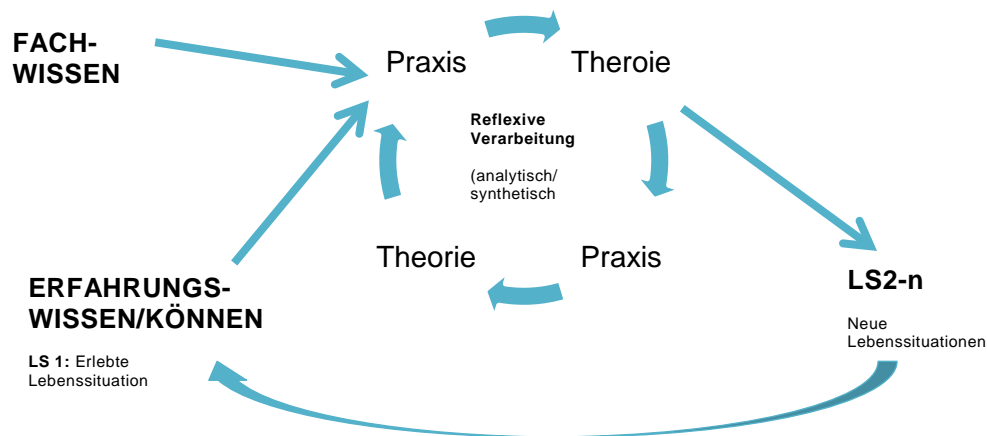 FACH-
WISSEN
Praxis
Theroie
Reflexive
Verarbeitung
(analytisch/
synthetisch
Theorie
Praxis
ERFAHRUNGS-
WISSEN/KÖNNEN
LS 1: Erlebte
Lebenssituation
LS2-n
Neue
Lebenssituationen